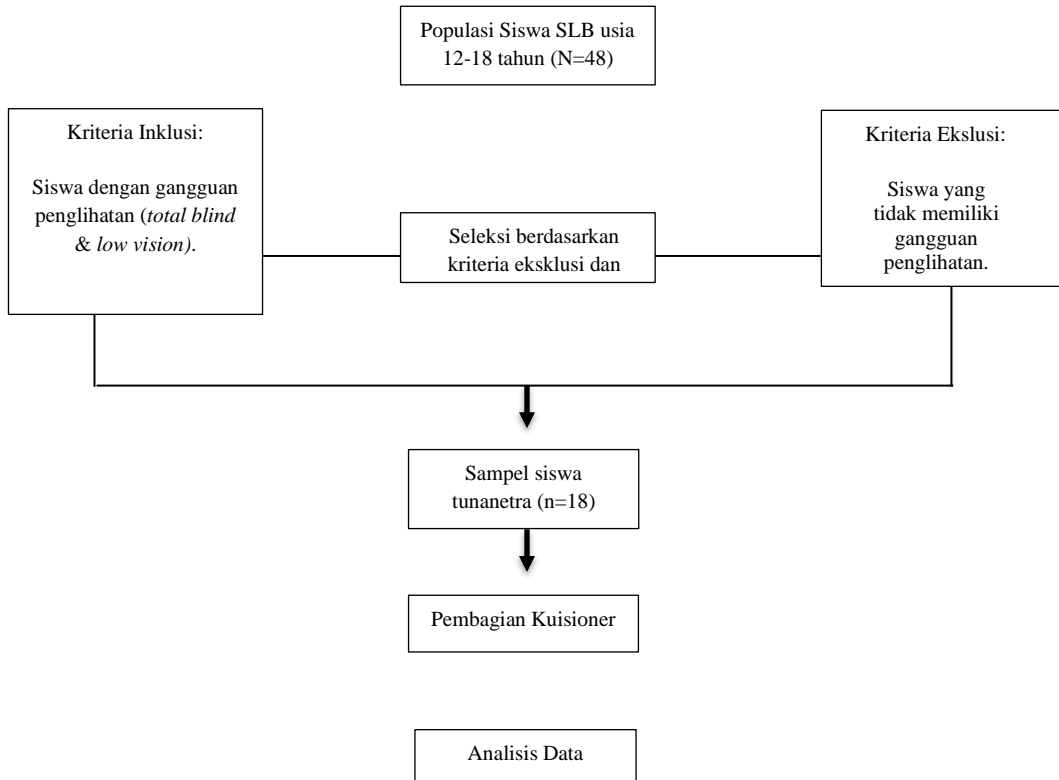 Populasi Siswa SLB usia
12-18 tahun (N=48)
Kriteria Inklusi:
Siswa dengan gangguan
penglihatan (total blind
& low vision).
Seleksi berdasarkan
kriteria eksklusi dan
Kriteria Ekslusi:
Siswa yang
tidak memiliki
gangguan
penglihatan.
Sampel siswa
tunanetra (n=18)
Pembagian Kuisioner
Analisis Data